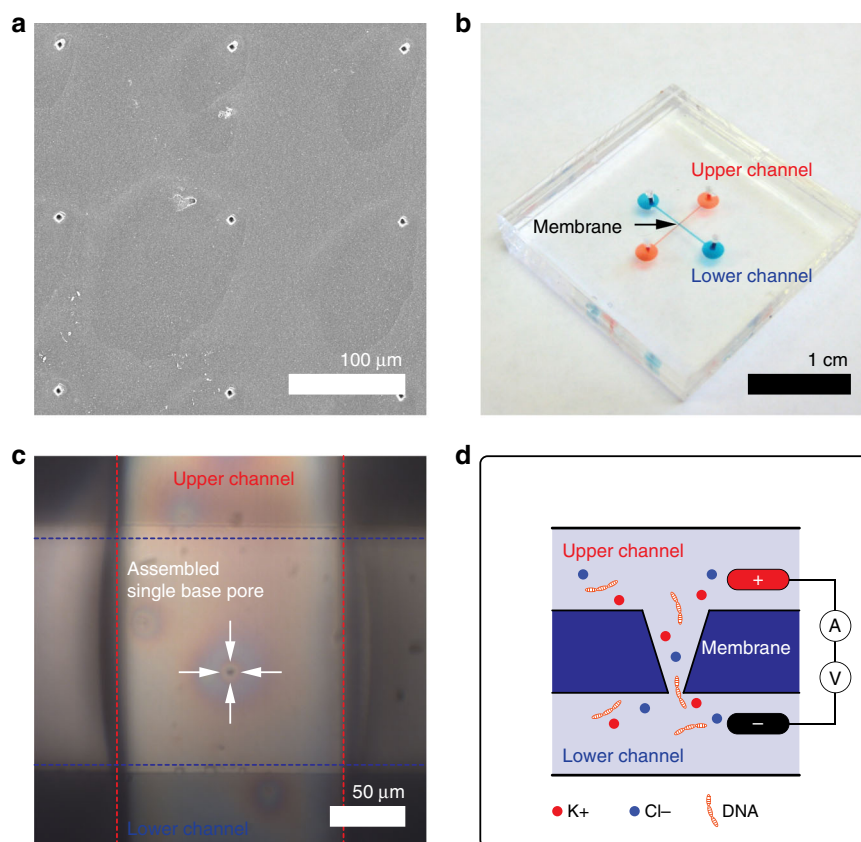 a
100 μm
b
Upper channel
Membrane
Lower channel
1 cm
c
Upper channel
Assembled
single base pore
50 μm
Lower channel
d
Upper channel
+
A
Membrane
V
–
Lower channel
K+
Cl–
DNA